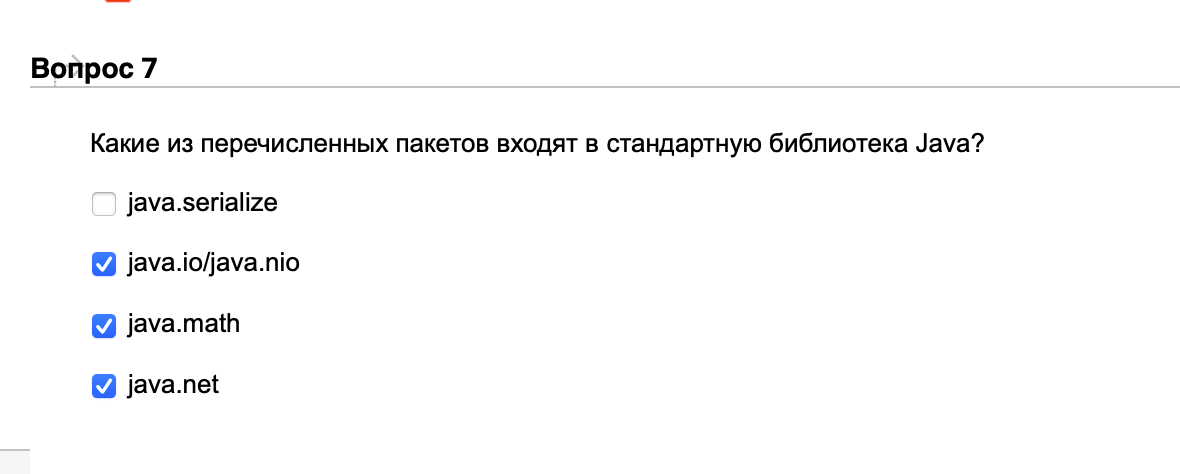 Вопрос 7
Какие из перечисленных пакетов входят в стандартную библиотека Java?
java.serialize
java.io/java.nio
java.math
java.net